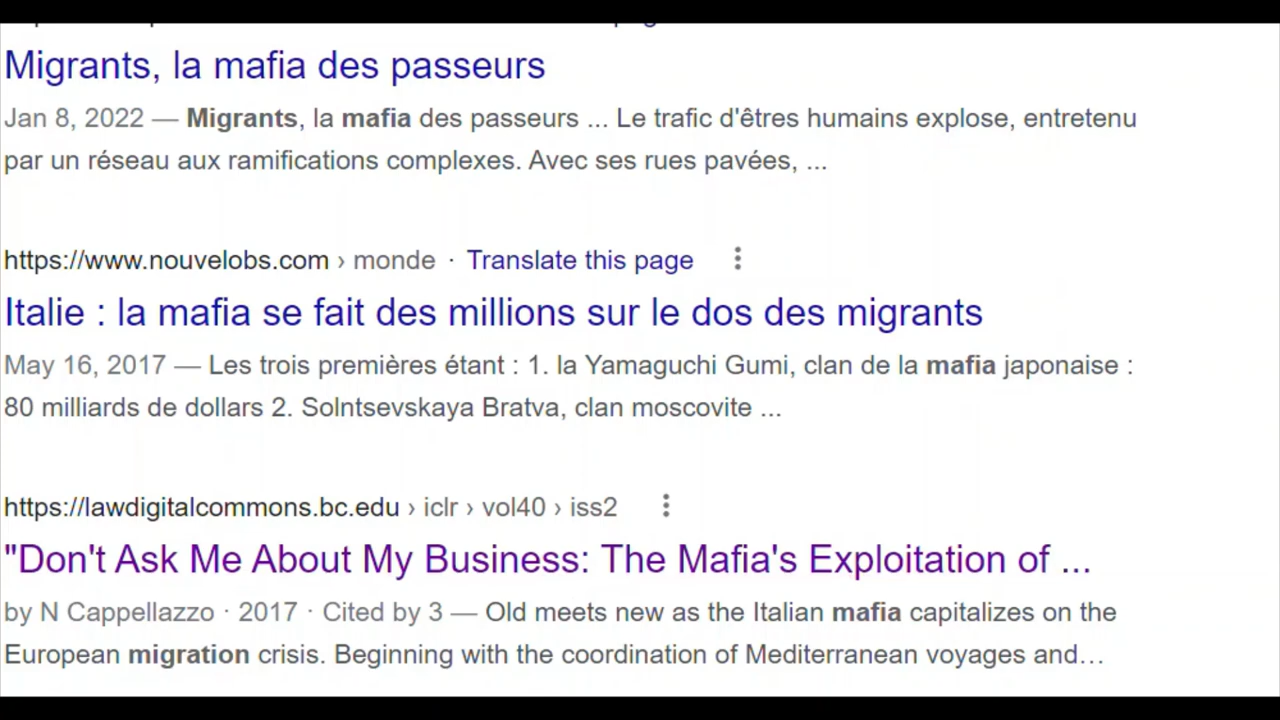 Migrants, la mafia des passeurs
Jan 8, 2022 — Migrants, la mafia des passeurs ... Le trafic d'êtres humains explose, entretenu
par un réseau aux ramifications complexes. Avec ses rues pavées, ...
https://www.nouvelobs.com › monde · Translate this page
Italie : la mafia se fait des millions sur le dos des migrants
May 16, 2017 — Les trois premières étant : 1. la Yamaguchi Gumi, clan de la mafia japonaise :
80 milliards de dollars 2. Solntsevskaya Bratva, clan moscovite ...
https://lawdigitalcommons.bc.edu › iclr › vol40 › iss2
"Don't Ask Me About My Business: The Mafia's Exploitation of ...
by N Cappellazzo · 2017 · Cited by 3 — Old meets new as the Italian mafia capitalizes on the
European migration crisis. Beginning with the coordination of Mediterranean voyages and…